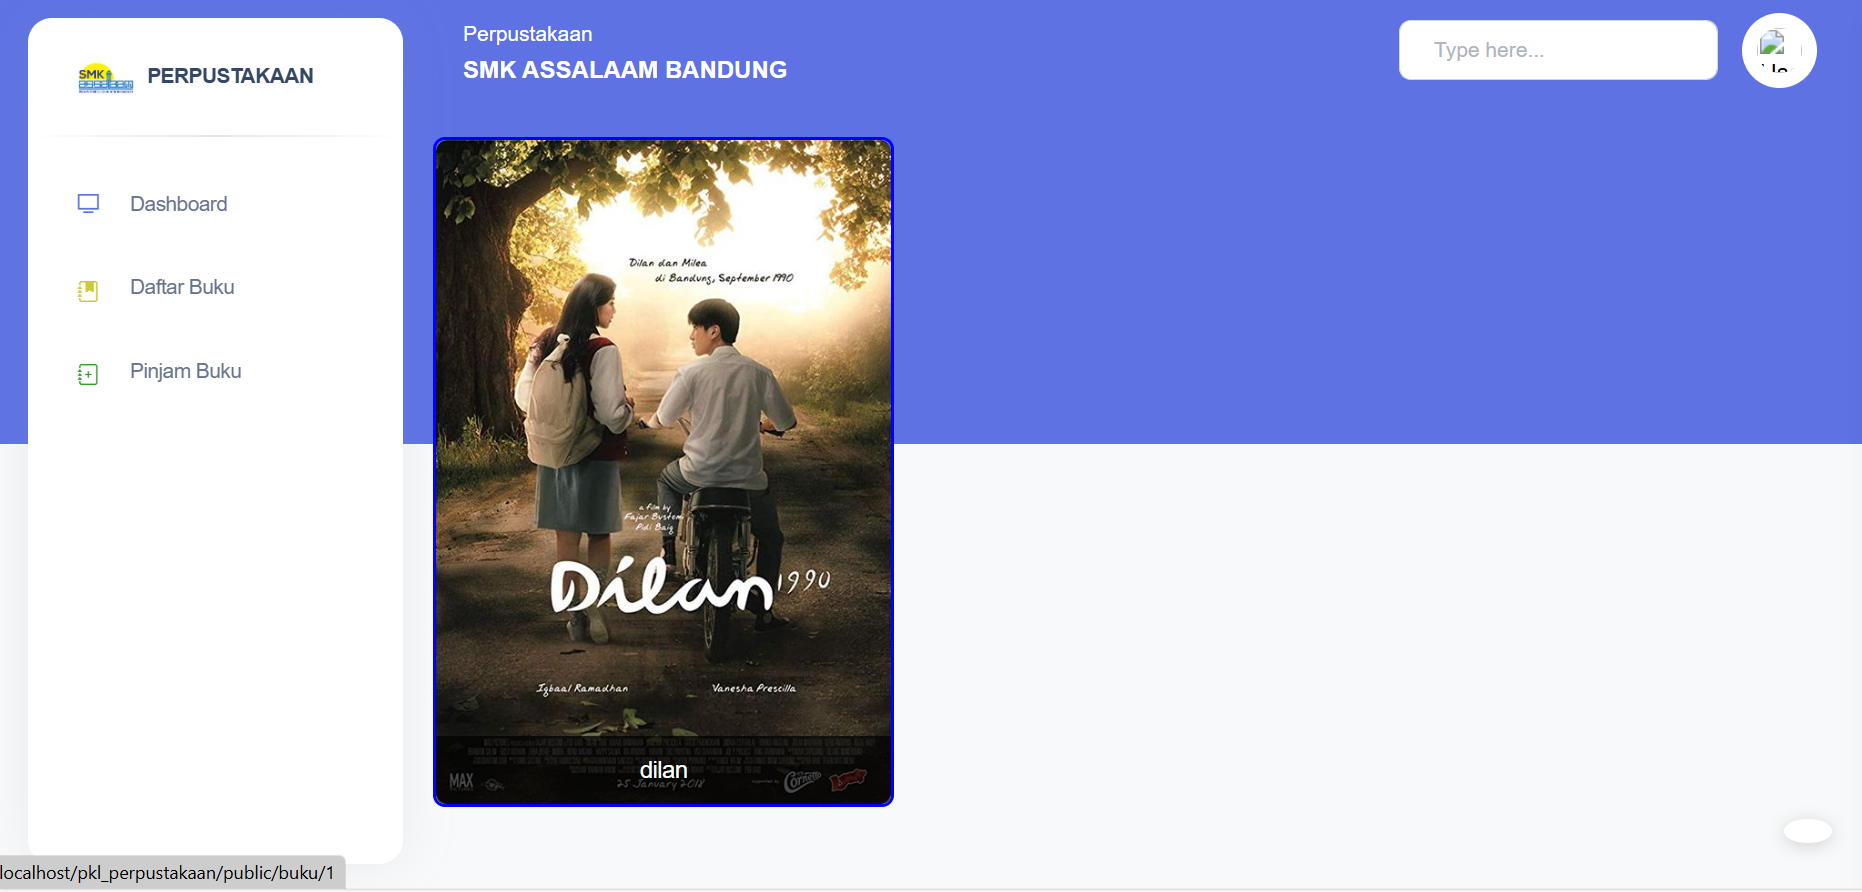 SMK
PERPUSTAKAAN
Perpustakaan
SMK ASSALAAM BANDUNG
Type here...
Dashboard
Daftar Buku
Pinjam Buku
Dilan dan Milea
di Bandung, September 1990
a film by
Fajar Bustomi
Pidi Baiq
Dilan 1990
Iqbaal Ramadhan
Vanesha Prescilla
dilan
MAX
25 January 2018
Cornetto
localhost/pkl_perpustakaan/public/buku/1